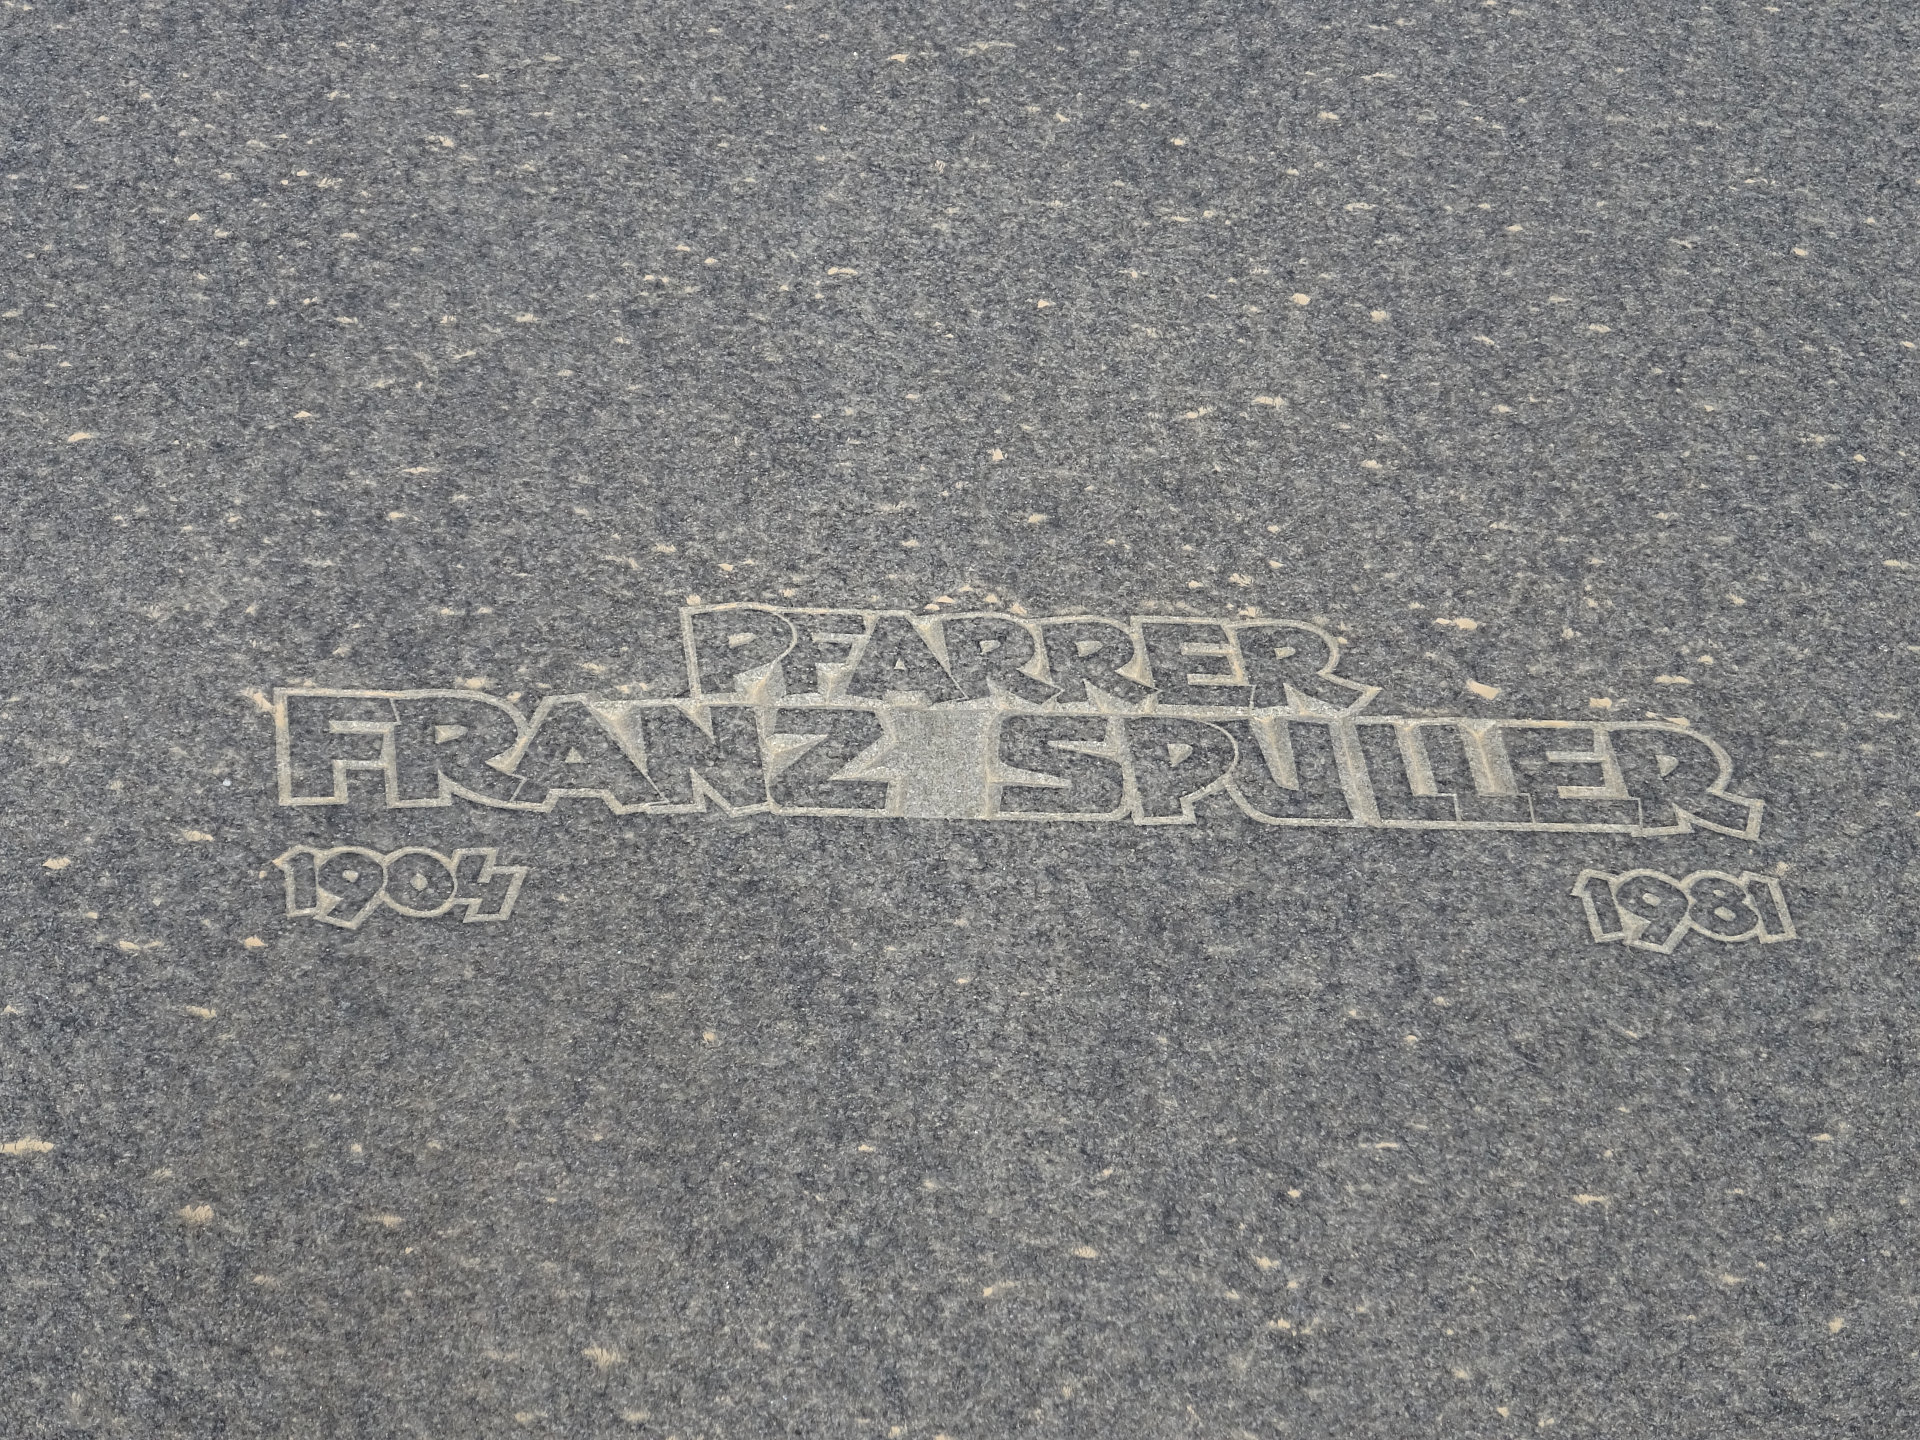 PFARRER
FRANZ SPULLER
1904 1981